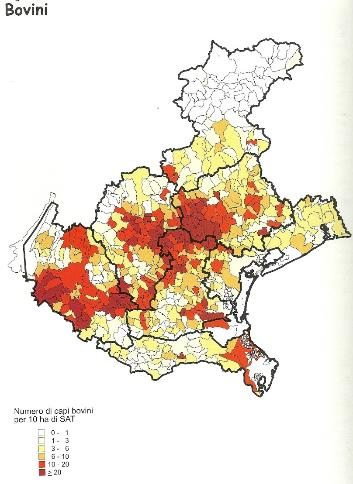 Bovini
Numero di capi bovini
per 10 ha di SAT
0 - 1
1 - 3
3 - 6
6 - 10
10 - 20
≥ 20